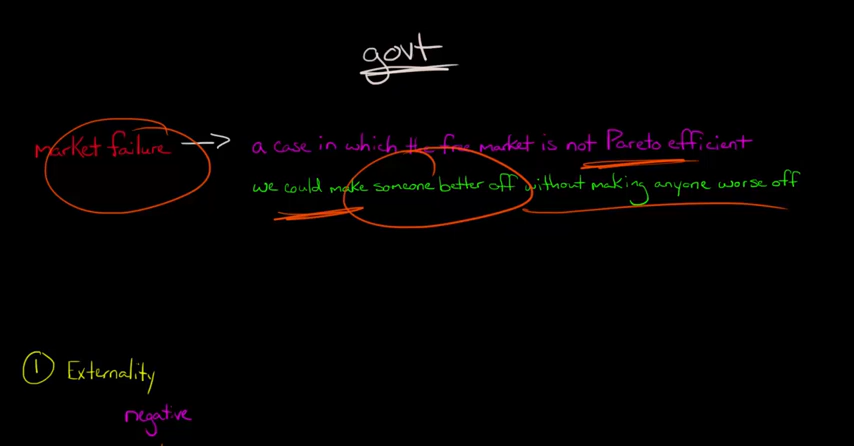 govt
market failure → a case in which the free market is not Pareto efficient
we could make someone better off without making anyone worse off
① Externality
negative